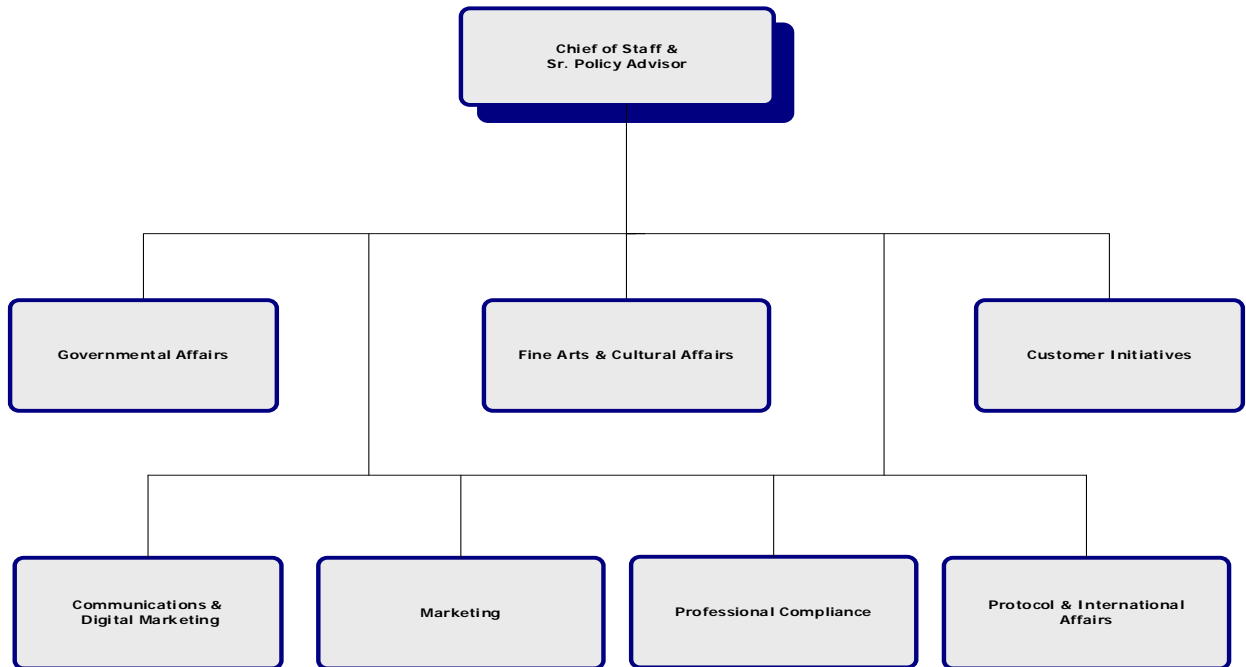 Chief of Staff &
Sr. Policy Advisor
Governmental Affairs
Fine Arts & Cultural Affairs
Customer Initiatives
Communications &
Digital Marketing
Marketing
Professional Compliance
Protocol & International
Affairs